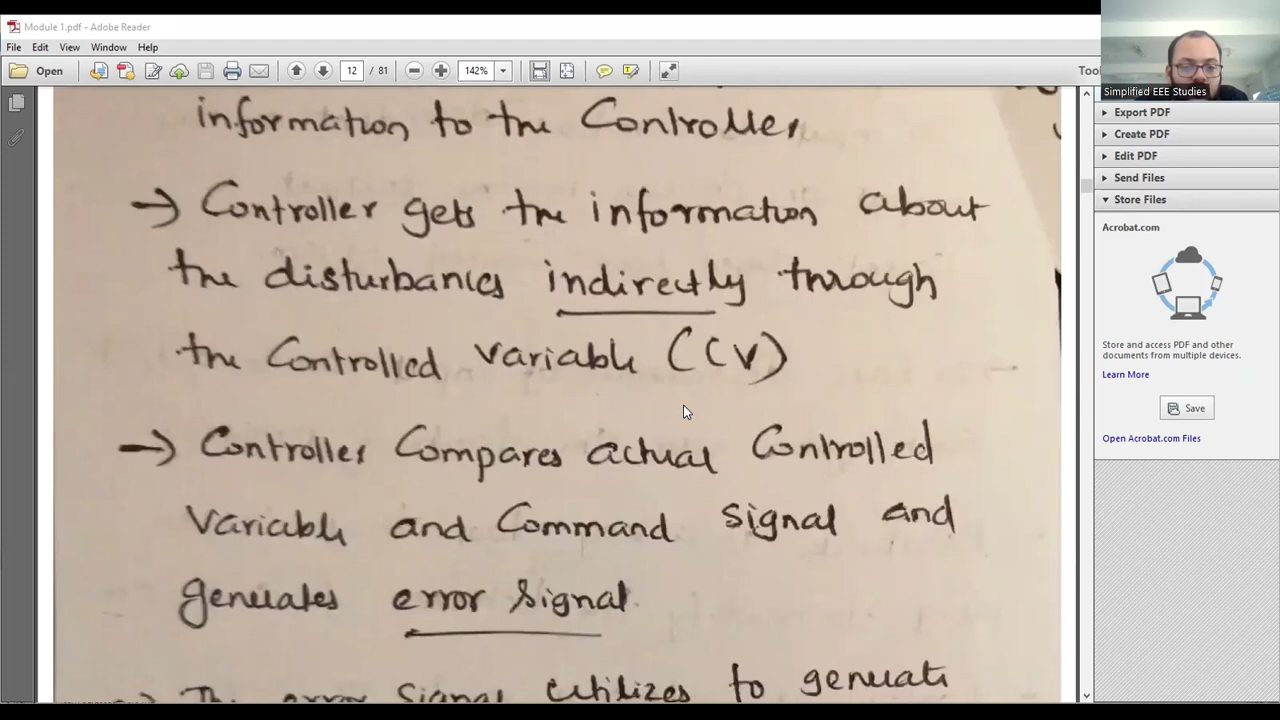 Module 1.pdf - Adobe Reader
File Edit View Window Help
Open 12 / 81 142%
Simplified EEE Studies
Export PDF
Create PDF
Edit PDF
Send Files
Store Files
Acrobat.com
Store and access PDF and other
documents from multiple devices.
Learn More
Save
Open Acrobat.com Files
information to the Controller
→ Controller gets the information about
the disturbances indirectly through
the Controlled variable (CV)
→ Controller Compares actual Controlled
Variable and Command signal and
generates error signal.
→ The error signal utilizes to generate